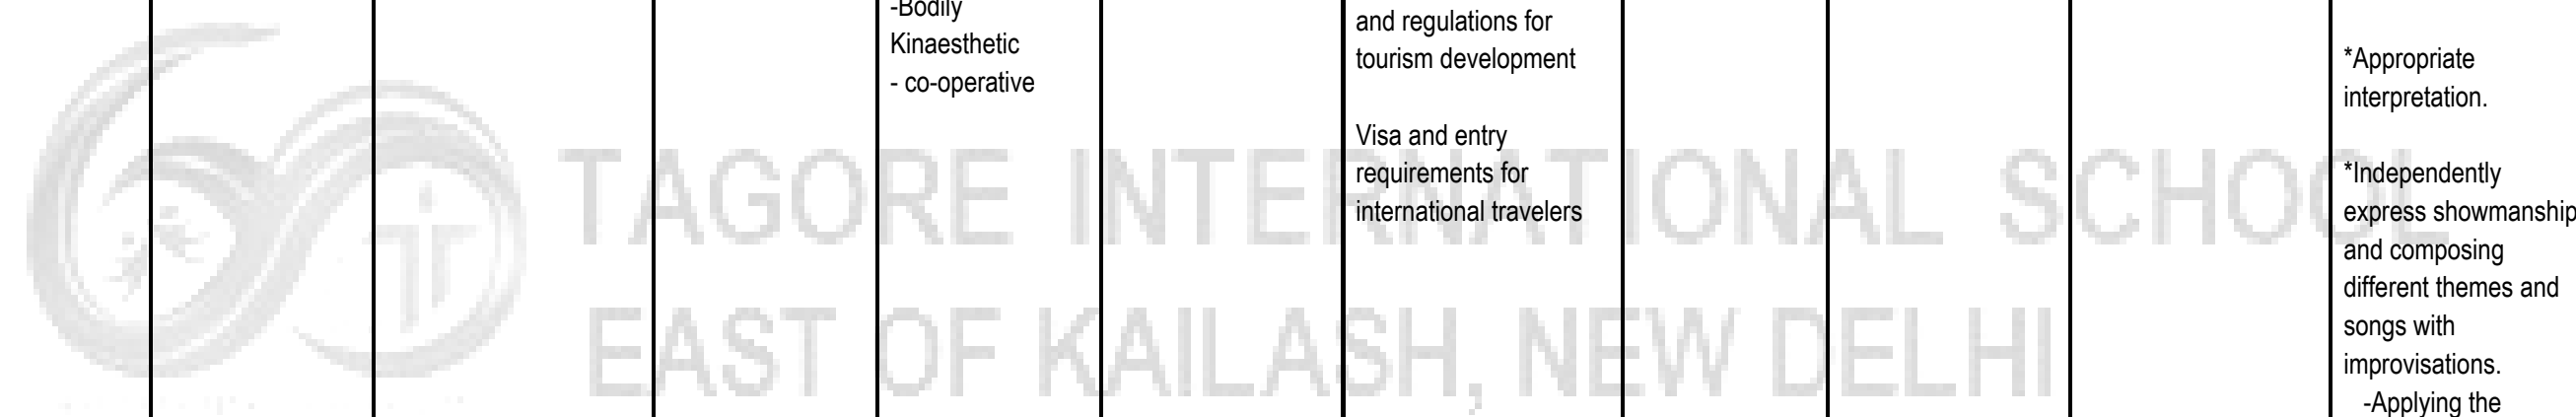 -Bodily
Kinaesthetic
- co-operative
and regulations for
tourism development
Visa and entry
requirements for
international travelers
*Appropriate
interpretation.
*Independently
express showmanship
and composing
different themes and
songs with
improvisations.
-Applying the
TAGORE INTERNATIONAL SCHOOL
EAST OF KAILASH, NEW DELHI